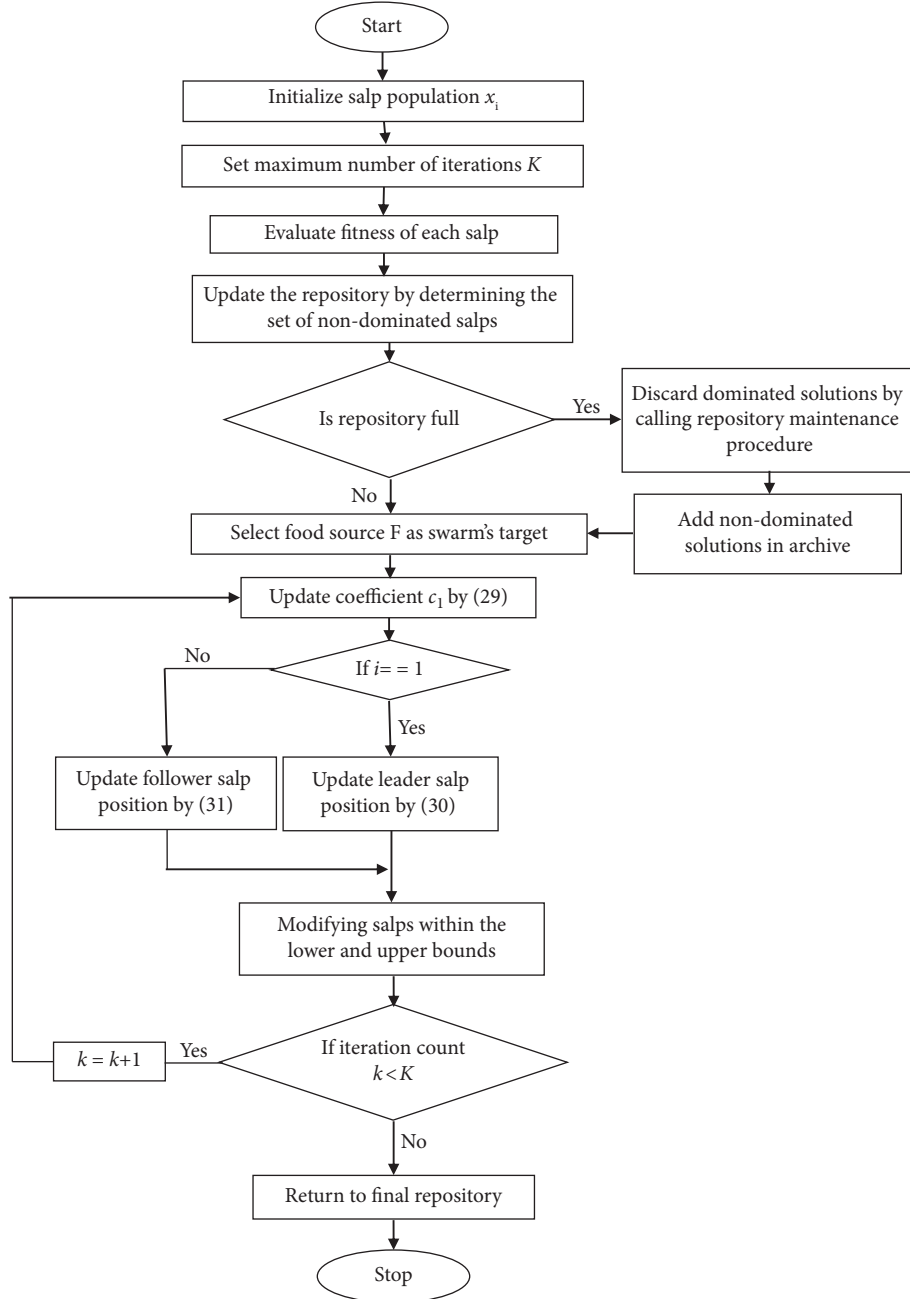 Start
Initialize salp population xi
Set maximum number of iterations K
Evaluate fitness of each salp
Update the repository by determining the
set of non-dominated salps
Is repository full
Yes
Discard dominated solutions by
calling repository maintenance
procedure
No
Add non-dominated
solutions in archive
Select food source F as swarm's target
Update coefficient c1 by (29)
No
If i= = 1
Yes
Update follower salp
position by (31)
Update leader salp
position by (30)
Modifying salps within the
lower and upper bounds
k = k+1
Yes
If iteration count
k < K
No
Return to final repository
Stop